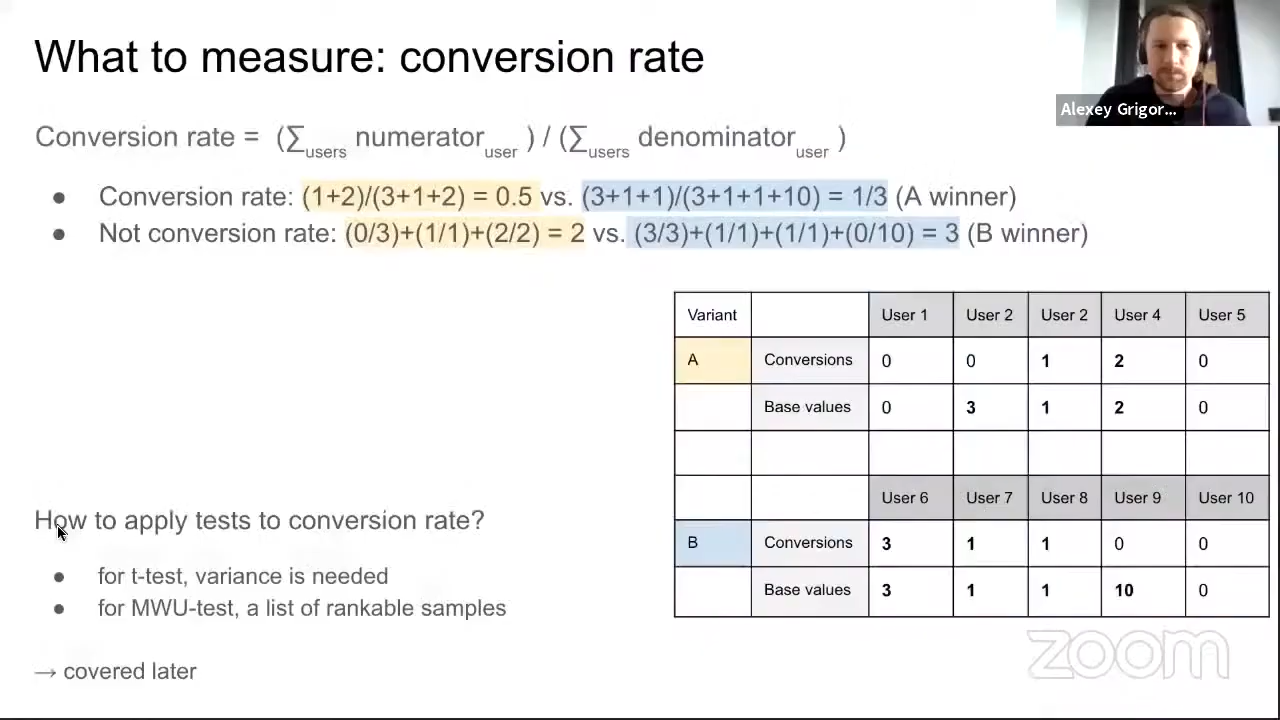 What to measure: conversion rate
Alexey Grigor...
Conversion rate = (∑users numeratoruser ) / (∑users denominatoruser )
● Conversion rate: (1+2)/(3+1+2) = 0.5 vs. (3+1+1)/(3+1+1+10) = 1/3 (A winner)
● Not conversion rate: (0/3)+(1/1)+(2/2) = 2 vs. (3/3)+(1/1)+(1/1)+(0/10) = 3 (B winner)
Variant User 1 User 2 User 2 User 4 User 5
A Conversions 0 0 1 2 0
Base values 0 3 1 2 0
User 6 User 7 User 8 User 9 User 10
B Conversions 3 1 1 0 0
Base values 3 1 1 10 0
How to apply tests to conversion rate?
● for t-test, variance is needed
● for MWU-test, a list of rankable samples
→ covered later
zoom